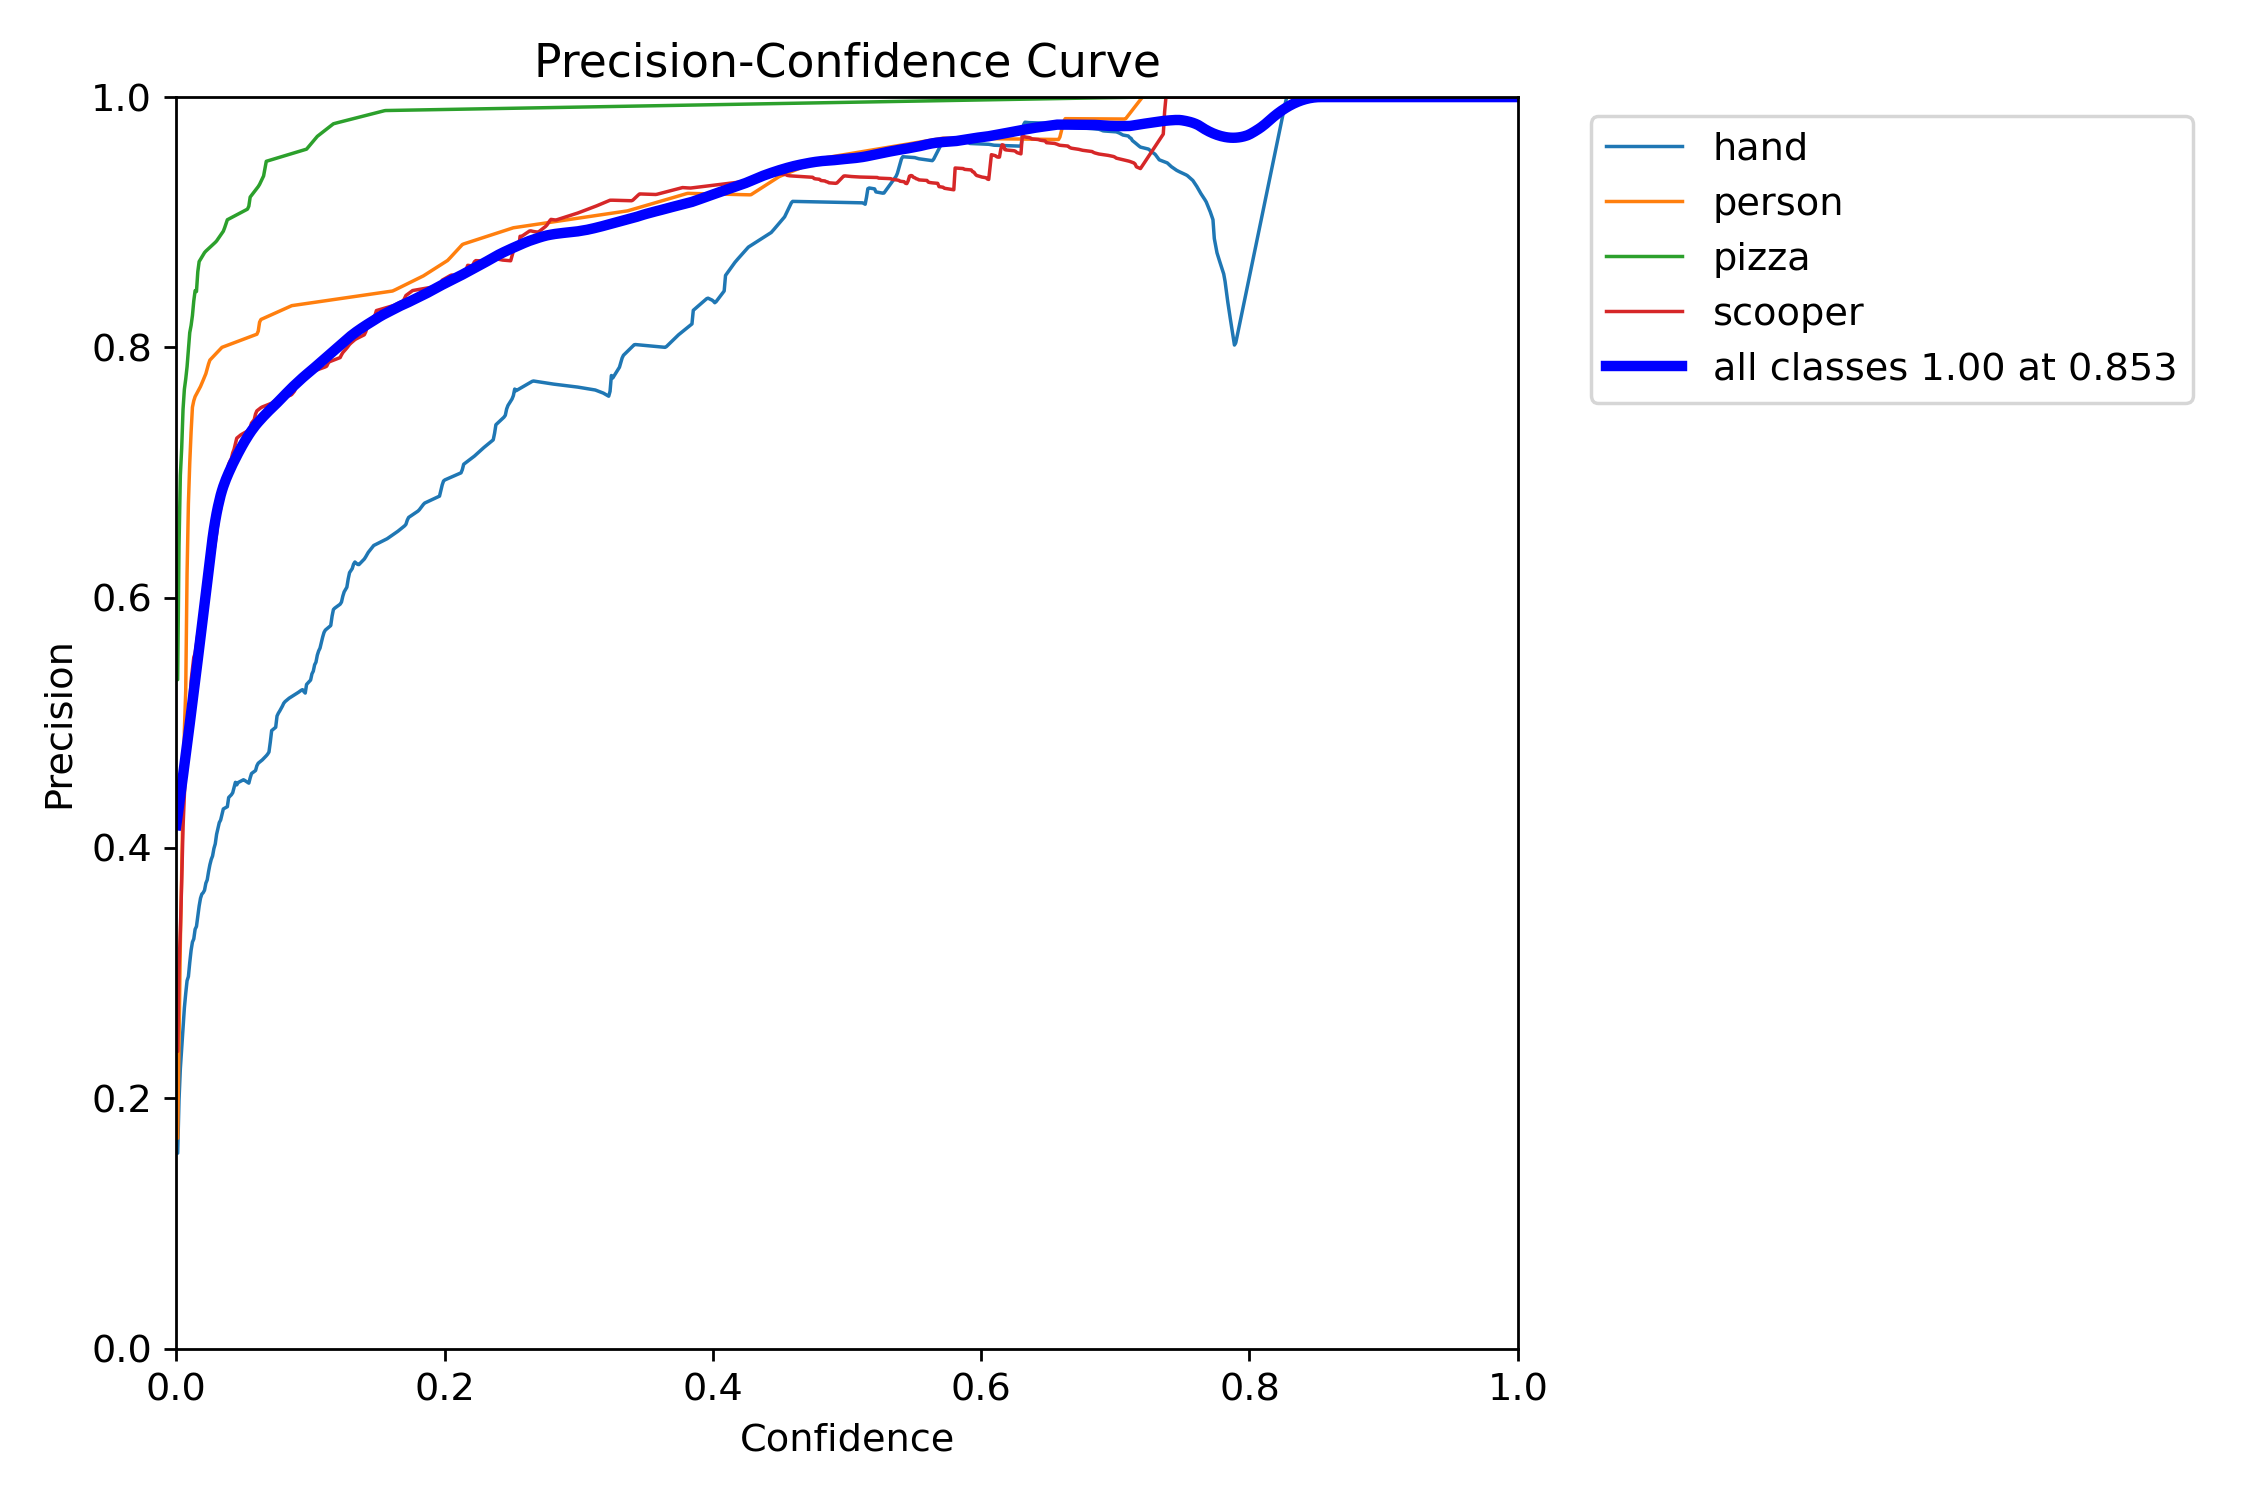 Precision-Confidence Curve
1.0
0.8
0.6
0.4
0.2
0.0
Precision
0.0 0.2 0.4 0.6 0.8 1.0
Confidence
hand
person
pizza
scooper
all classes 1.00 at 0.853